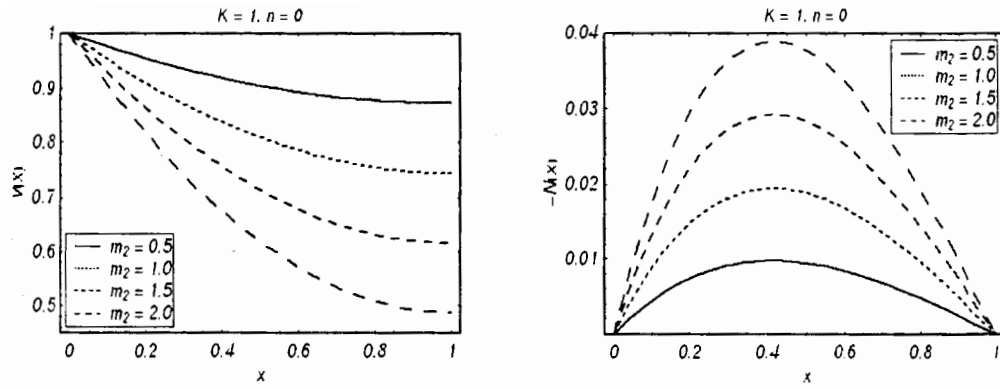 K = 1, n = 0
1
0.9
0.8
0.7
0.6
0.5
v(x)
m2 = 0.5
m2 = 1.0
m2 = 1.5
m2 = 2.0
0
0.2
0.4
0.6
0.8
1
x
K = 1, n = 0
0.04
0.03
0.02
0.01
-N(x)
m2 = 0.5
m2 = 1.0
m2 = 1.5
m2 = 2.0
0
0.2
0.4
0.6
0.8
1
x